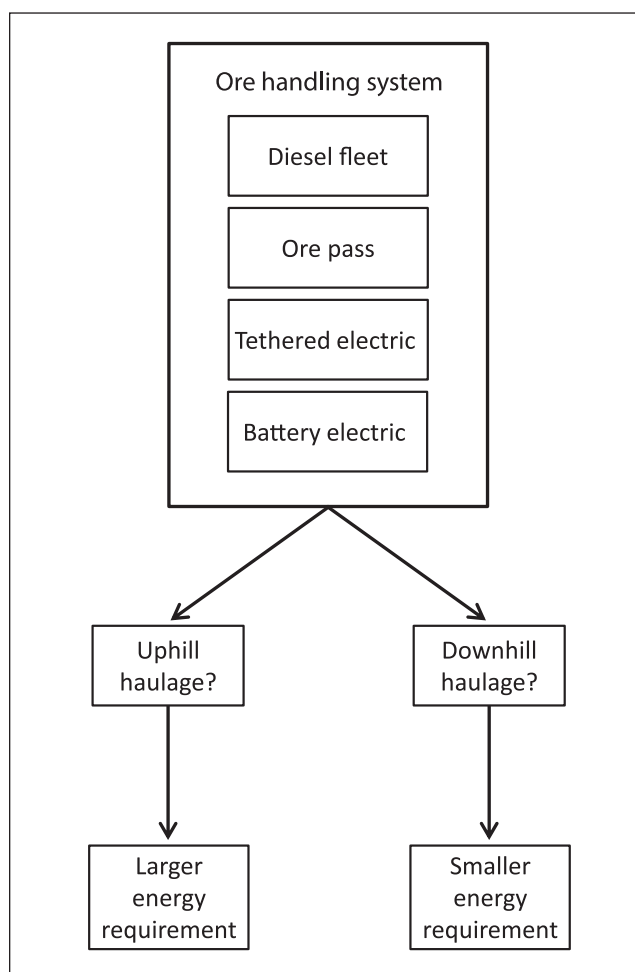 Ore handling system
Diesel fleet
Ore pass
Tethered electric
Battery electric
Uphill
haulage?
Downhill
haulage?
Larger
energy
requirement
Smaller
energy
requirement